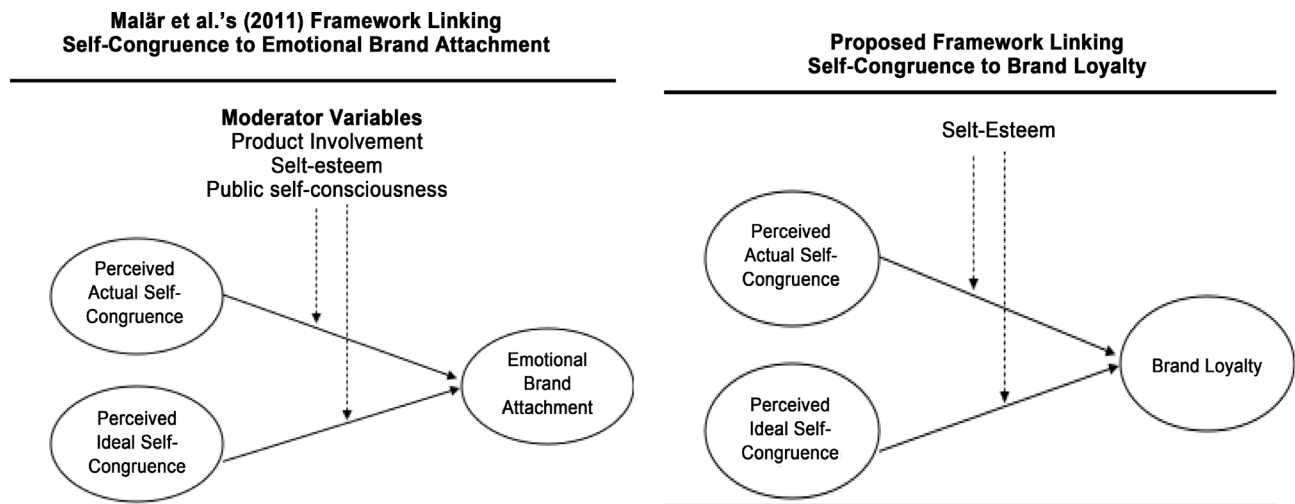 Malär et al.'s (2011) Framework Linking
Self-Congruence to Emotional Brand Attachment
Moderator Variables
Product Involvement
Selt-esteem
Public self-consciousness
Perceived
Actual Self-
Congruence
Perceived
Ideal Self-
Congruence
Emotional
Brand
Attachment
Proposed Framework Linking
Self-Congruence to Brand Loyalty
Selt-Esteem
Perceived
Actual Self-
Congruence
Perceived
Ideal Self-
Congruence
Brand Loyalty